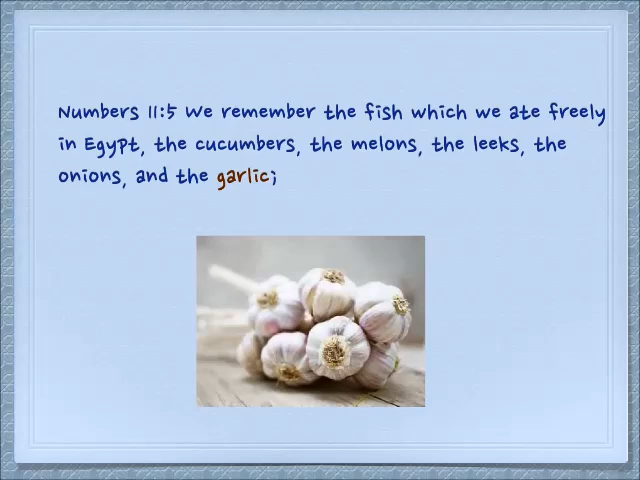 Numbers 11:5 We remember the fish which we ate freely
in Egypt, the cucumbers, the melons, the leeks, the
onions, and the garlic;